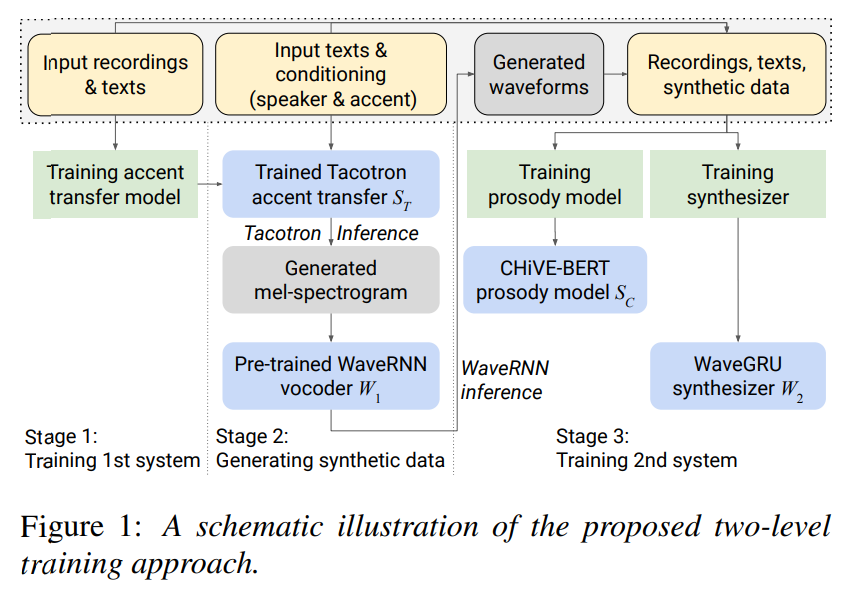 Input recordings
& texts
Input texts &
conditioning
(speaker & accent)
Generated
waveforms
Recordings, texts,
synthetic data
Training accent
transfer model
Trained Tacotron
accent transfer S_T
Training
prosody model
Training
synthesizer
Tacotron Inference
Generated
mel-spectrogram
CHiVE-BERT
prosody model S_C
Pre-trained WaveRNN
vocoder W_1
WaveRNN
inference
WaveGRU
synthesizer W_2
Stage 1:
Training 1st system
Stage 2:
Generating synthetic data
Stage 3:
Training 2nd system
Figure 1: A schematic illustration of the proposed two-level
training approach.